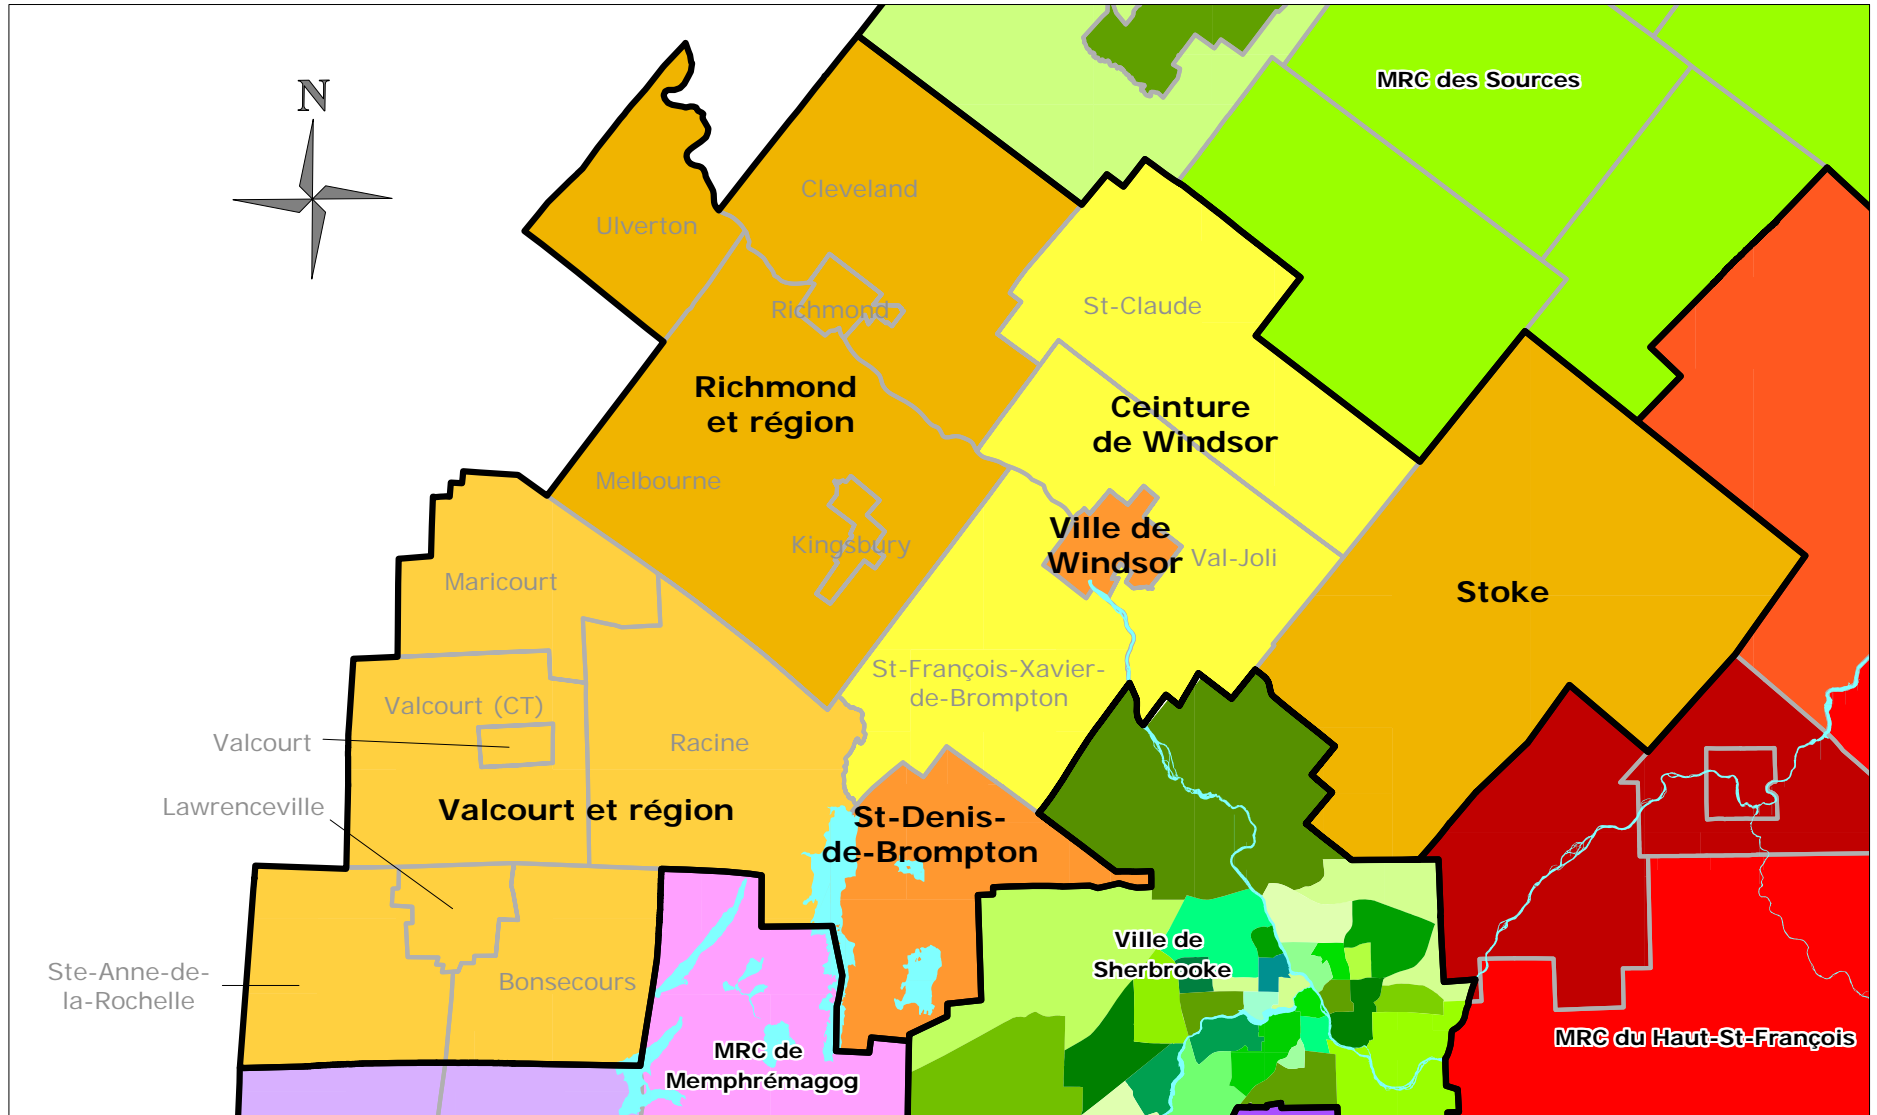 N
MRC des Sources
Cleveland
Ulverton
Richmond
St-Claude
Richmond
et région
Ceinture
de Windsor
Melbourne
Kingsbury
Ville de
Windsor
Val-Joli
Maricourt
Stoke
St-François-Xavier-
de-Brompton
Valcourt (CT)
Valcourt
Racine
Lawrenceville
Valcourt et région
St-Denis-
de-Brompton
Ville de
Sherbrooke
Ste-Anne-de-
la-Rochelle
Bonsecours
MRC de
Memphrémagog
MRC du Haut-St-François